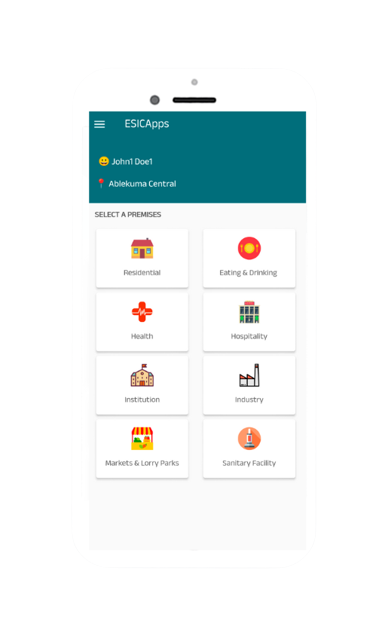 ESICApps
😀 John1 Doe1
📍 Ablekuma Central
SELECT A PREMISES
Residential
Eating & Drinking
Health
Hospitality
Institution
Industry
Markets & Lorry Parks
Sanitary Facility